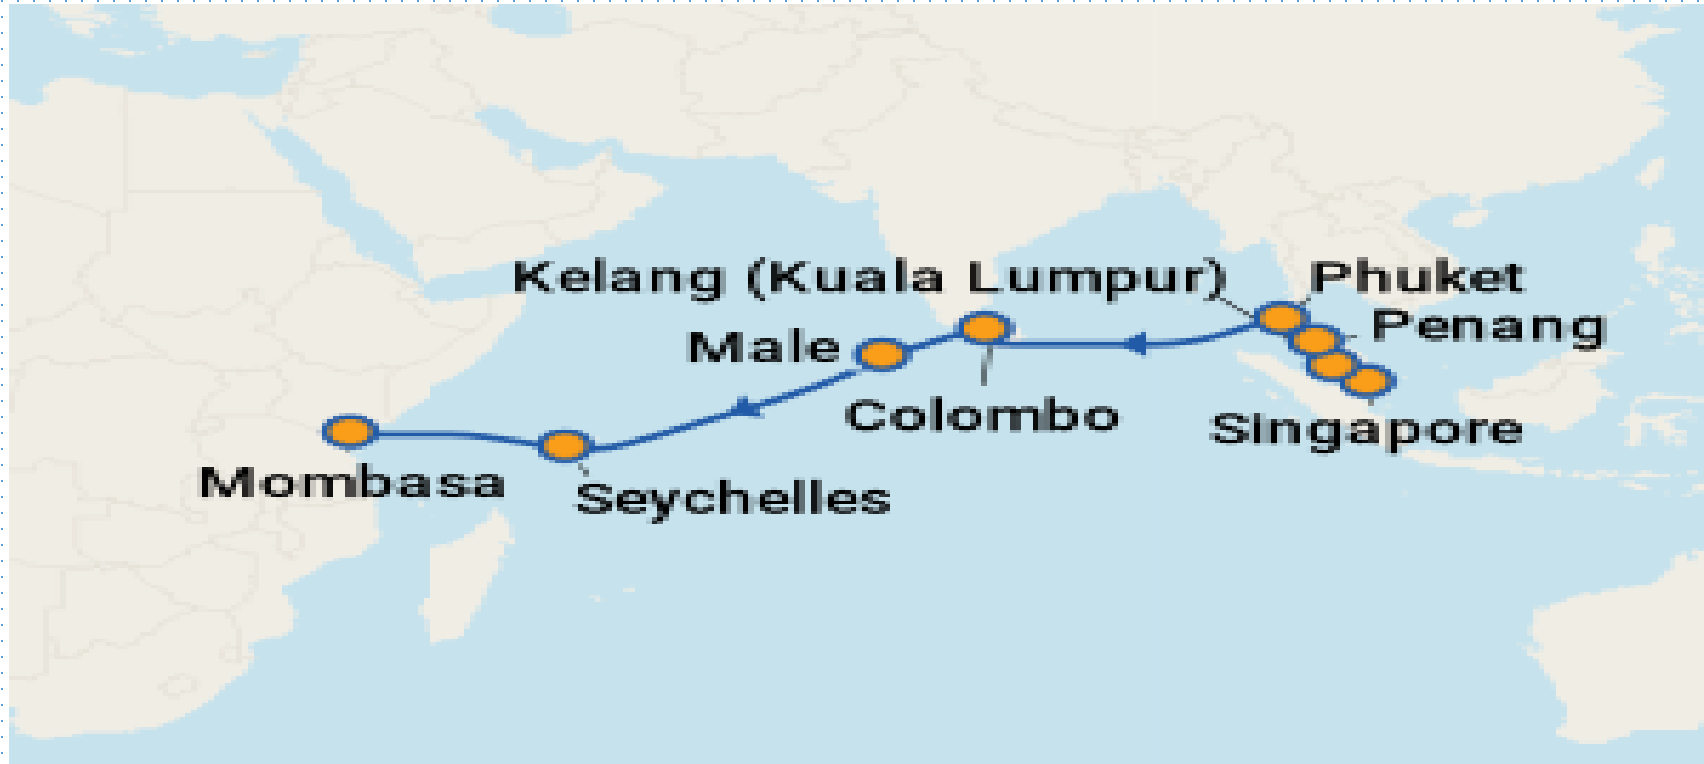 Kelang (Kuala Lumpur)
Phuket
Penang
Male
Colombo
Singapore
Mombasa
Seychelles